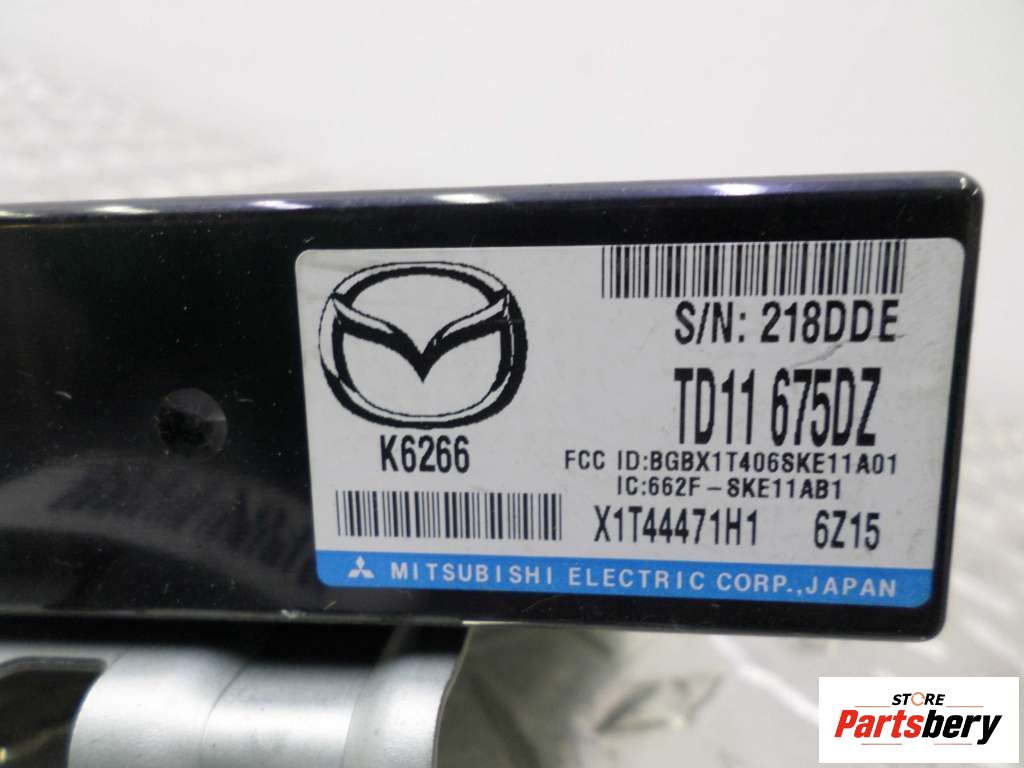 S/N: 218DDE
TD11 675DZ
K6266
FCC ID:BGBX1T406SKE11A01
IC:662F-SKE11AB1
X1T44471H1 6Z15
MITSUBISHI ELECTRIC CORP.,JAPAN
STORE
Partsbery